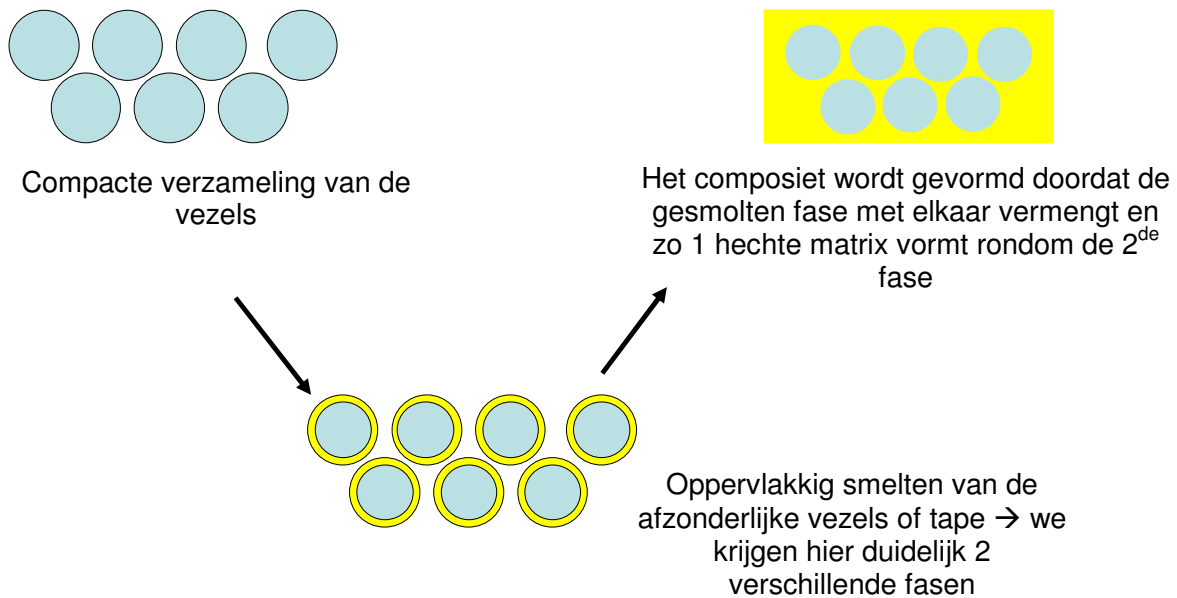 Compacte verzameling van de
vezels
Het composiet wordt gevormd doordat de
gesmolten fase met elkaar vermengt en
zo 1 hechte matrix vormt rondom de 2de
fase
Oppervlakkig smelten van de
afzonderlijke vezels of tape → we
krijgen hier duidelijk 2
verschillende fasen